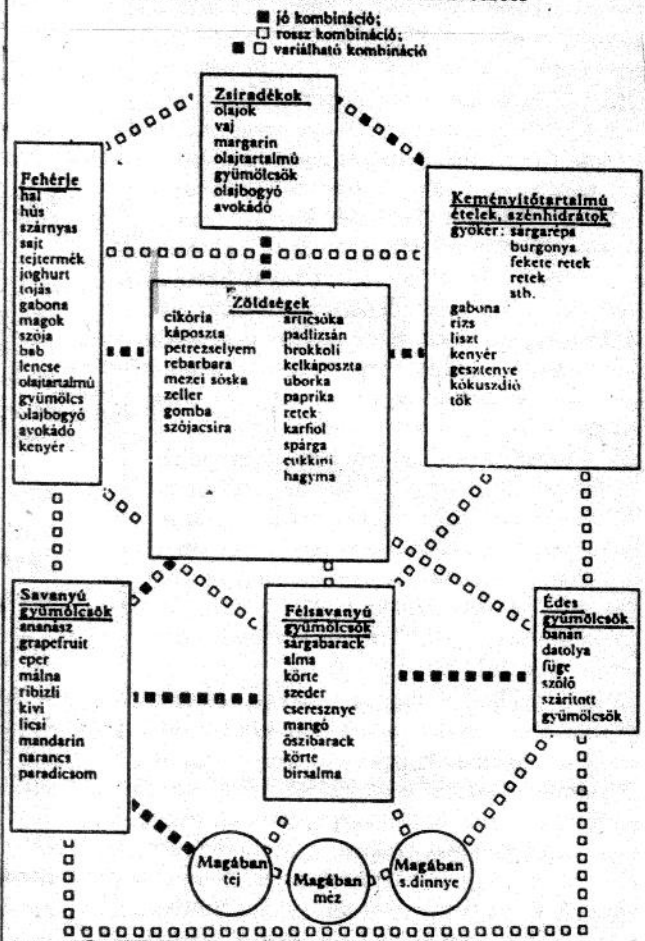 jó kombináció;
rossz kombináció;
variálható kombináció
Zsiradékok
olajok
vaj
margarin
olajtartalmú
gyümölcsök
olajbogyó
avokádó
Fehérje
hal
hús
szárnyas
sajt
tejtermék
joghurt
tojás
gabona
magok
szója
bab
lencse
olajtartalmú
gyümölcs
olajbogyó
avokádó
kenyér
Keményítőtartalmú
ételek, szénhidrátok
gyökér: sárgarépa
burgonya
fekete retek
retek
stb.
gabona
rizs
liszt
kenyér
gesztenye
kókuszdió
tök
Zöldségek
cikória
káposzta
petrezselyem
rebarbara
mezei sóska
zeller
gomba
szójacsira
articsóka
padlizsán
brokkoli
kelkáposzta
uborka
paprika
retek
karfiol
spárga
cukkini
hagyma
Savanyú
gyümölcsök
ananász
grapefruit
eper
málna
ribizli
kivi
licsi
mandarin
narancs
paradicsom
Félsavanyú
gyümölcsök
sárgabarack
alma
körte
szeder
cseresznye
mangó
őszibarack
körte
birsalma
Édes
gyümölcsök
banán
datolya
füge
szőlő
szárított
gyümölcsök
Magában
tej
Magában
méz
Magában
s.dinnye